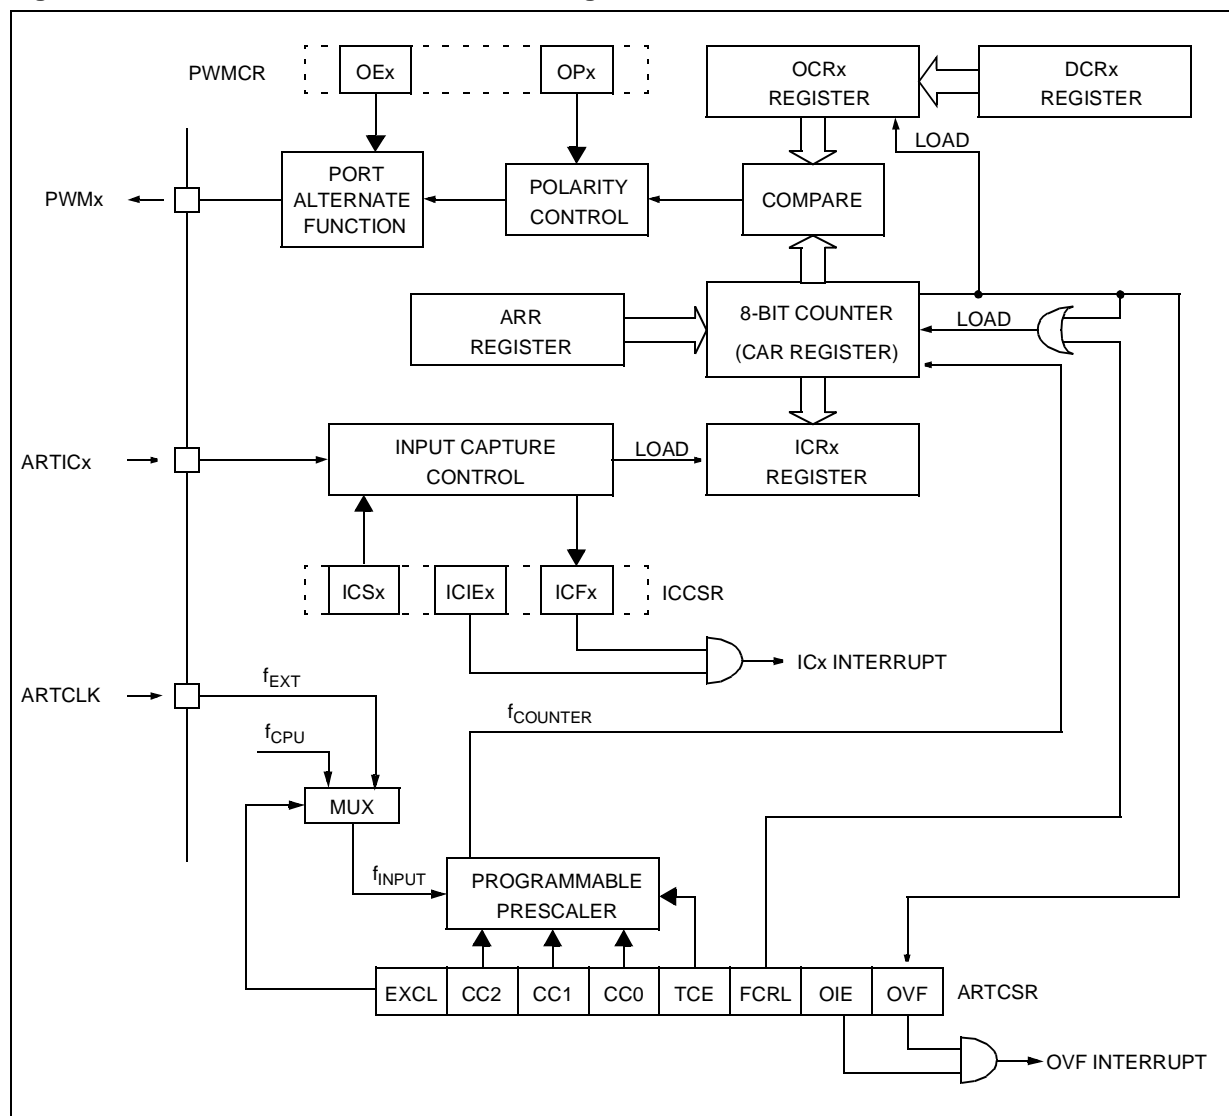 PWMCR
OEx
OPx
OCRx
REGISTER
DCRx
REGISTER
LOAD
PWMx
PORT
ALTERNATE
FUNCTION
POLARITY
CONTROL
COMPARE
ARR
REGISTER
8-BIT COUNTER
(CAR REGISTER)
LOAD
ARTICx
INPUT CAPTURE
CONTROL
LOAD
ICRx
REGISTER
ICSx
ICIEx
ICFx
ICCSR
ICx INTERRUPT
ARTCLK
fEXT
fCPU
fCOUNTER
MUX
fINPUT
PROGRAMMABLE
PRESCALER
EXCL
CC2
CC1
CC0
TCE
FCRL
OIE
OVF
ARTCSR
OVF INTERRUPT